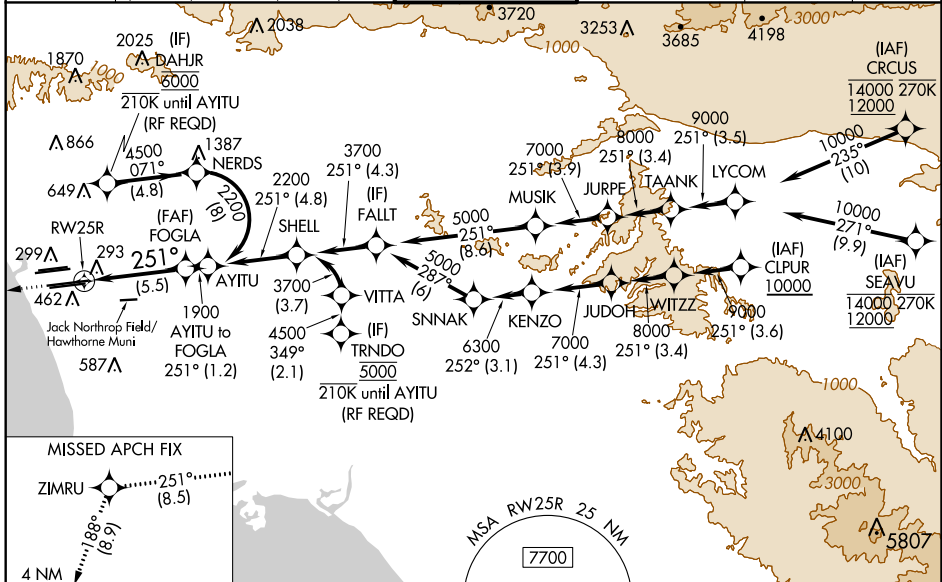 3720
3000
2038
3253
3685
4198
1000
2025
(IF)
DAHJR
6000
210K until AYITU
(RF REQD)
1870
1000
(IAF)
CRCUS
14000 270K
12000
866
4500
071°
(4.8)
1387
NERDS
649
2200
(8)
3700
251° (4.3)
2200
251° (4.8)
(IF)
FALLT
SHELL
7000
251° (3.9)
8000
251° (3.4)
9000
251° (3.5)
10000
235°
(10)
MUSIK
JURPE
TAANK
LYCOM
5000
251°
(8.6)
10000
271°
(9.9)
(IAF)
SEAVU
14000 270K
12000
(FAF)
FOGLA
RW25R
299
293
251°
(5.5)
AYITU
462
Jack Northrop Field/
Hawthorne Muni
587
1900
AYITU to
FOGLA
251° (1.2)
3700
(3.7)
VITTA
4500
349°
(2.1)
(IF)
TRNDO
5000
210K until AYITU
(RF REQD)
5000
287°
(6)
SNNAK
KENZO
JUDOH
WITZZ
(IAF)
CLPUR
10000
6300
252° (3.1)
7000
251° (4.3)
8000
251° (3.4)
9000
251° (3.6)
1000
4100
3000
5807
MISSED APCH FIX
ZIMRU
251°
(8.5)
188°
(8.9)
4 NM
MSA RW25R 25 NM
7700